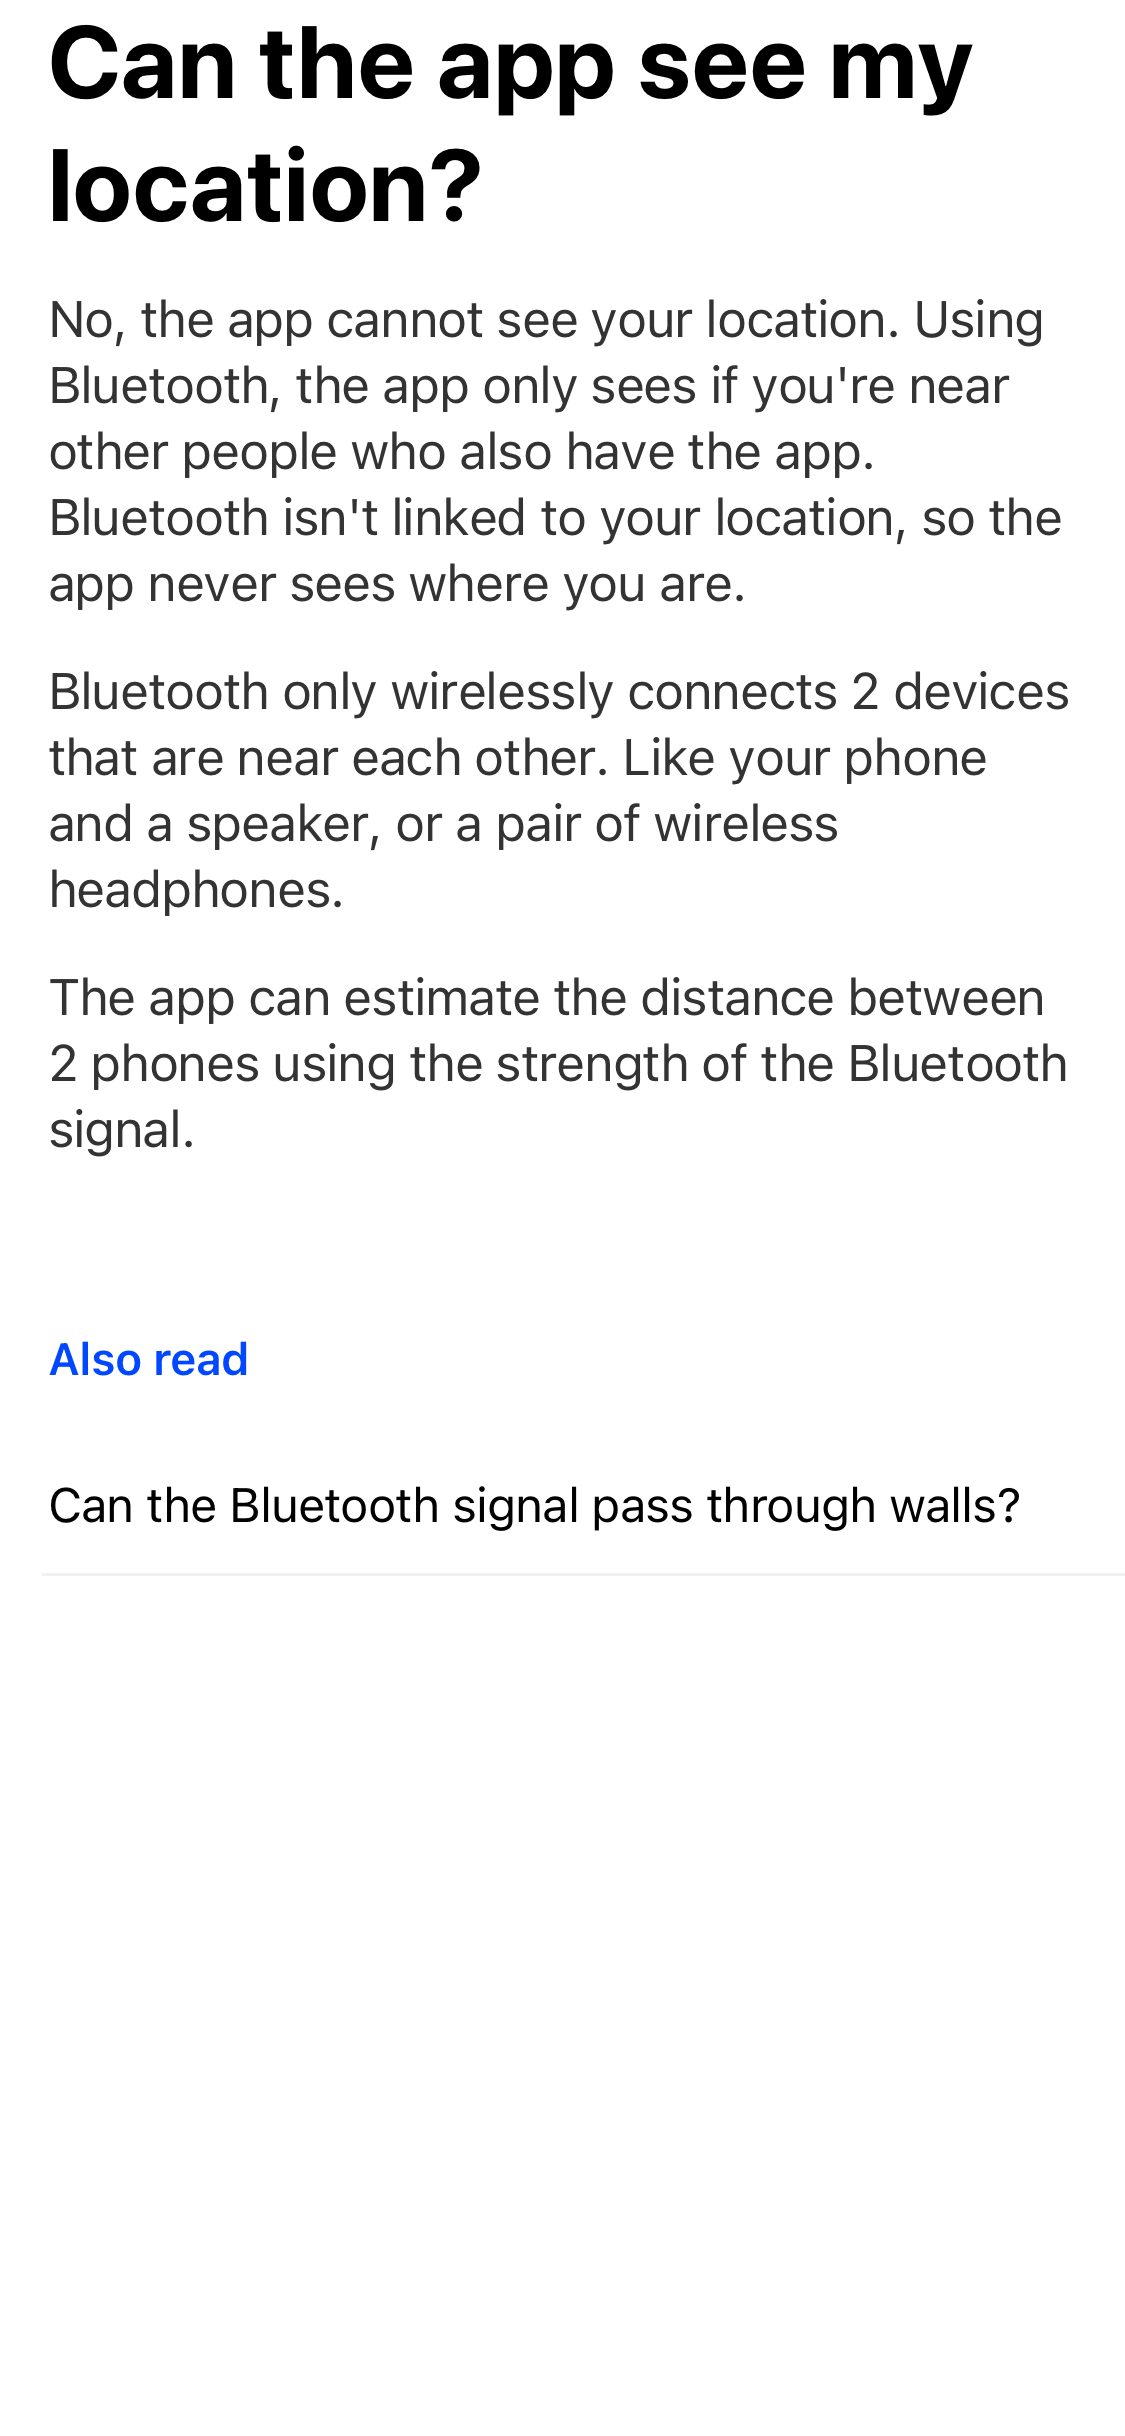 Can the app see my
location?
No, the app cannot see your location. Using
Bluetooth, the app only sees if you're near
other people who also have the app.
Bluetooth isn't linked to your location, so the
app never sees where you are.
Bluetooth only wirelessly connects 2 devices
that are near each other. Like your phone
and a speaker, or a pair of wireless
headphones.
The app can estimate the distance between
2 phones using the strength of the Bluetooth
signal.
Also read
Can the Bluetooth signal pass through walls?